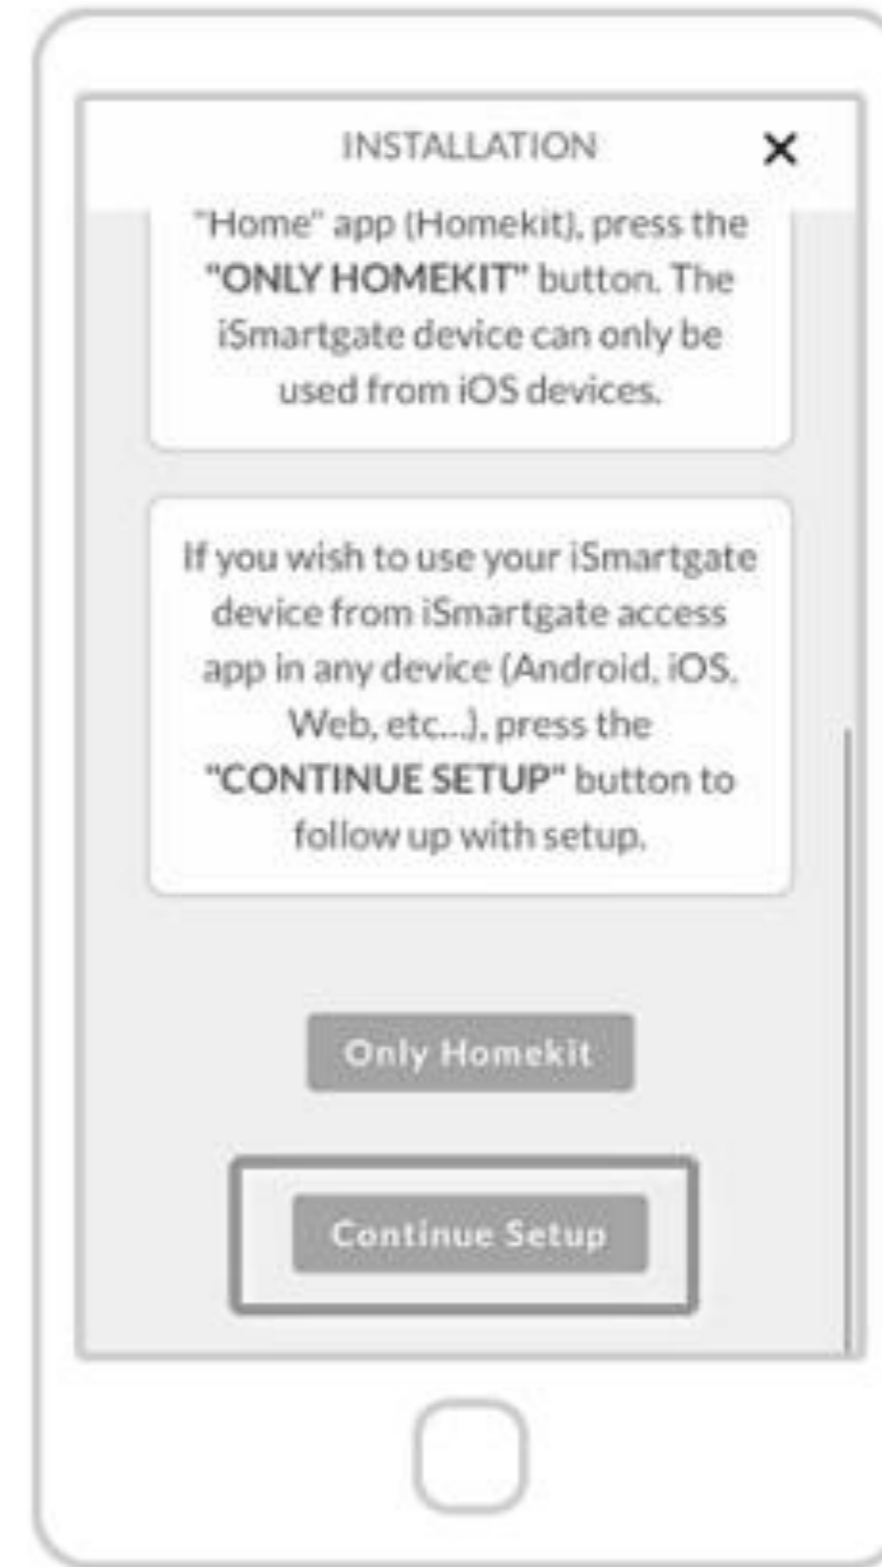 INSTALLATION
"Home" app (Homekit), press the
"ONLY HOMEKIT" button. The
iSmartgate device can only be
used from iOS devices.
If you wish to use your iSmartgate
device from iSmartgate access
app in any device (Android, iOS,
Web, etc...), press the
"CONTINUE SETUP" button to
follow up with setup.
Only Homekit
Continue Setup